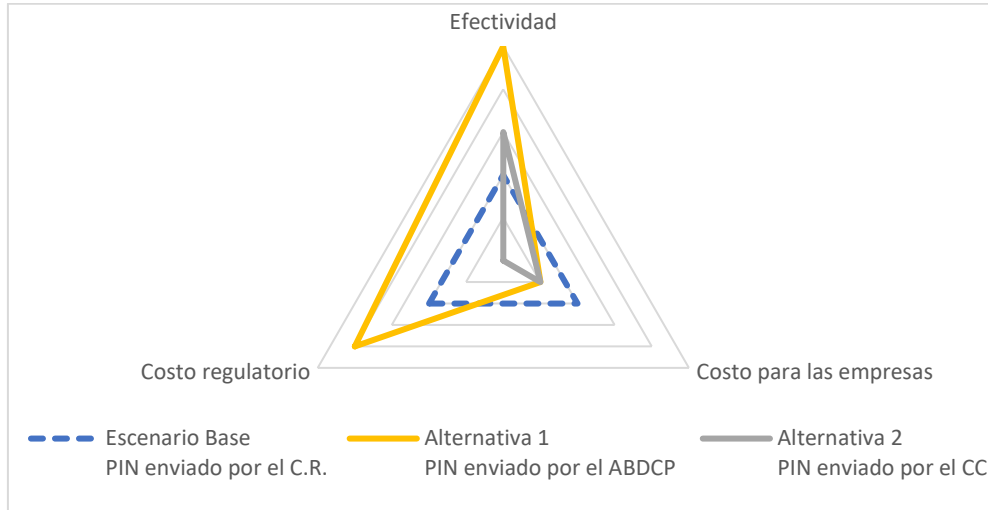 Efectividad
Costo regulatorio
Costo para las empresas
Escenario Base
PIN enviado por el C.R.
Alternativa 1
PIN enviado por el ABDCP
Alternativa 2
PIN enviado por el CC